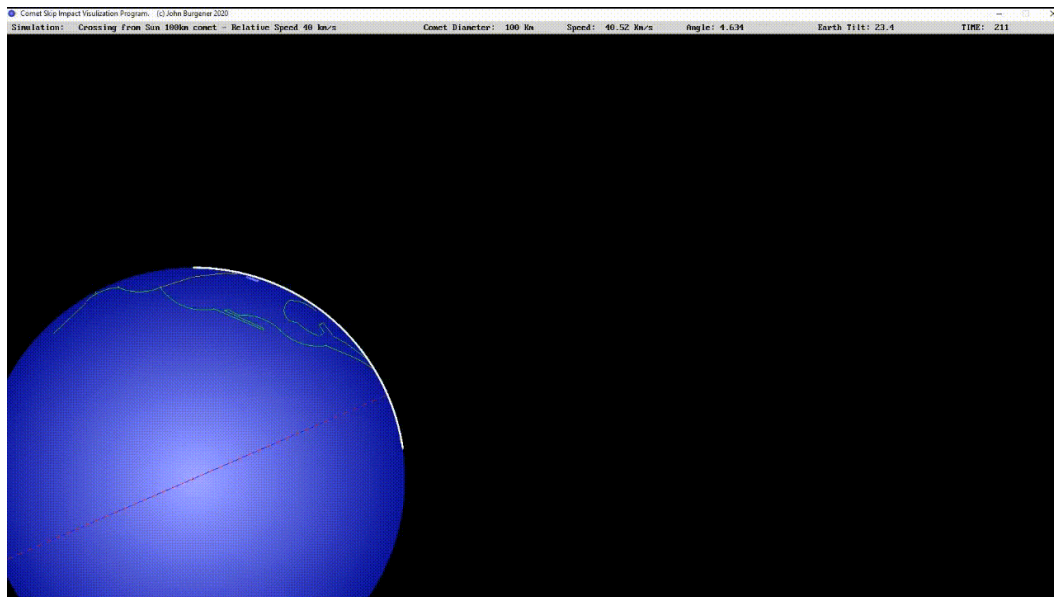 Comet Skip Impact Visulization Program. (c) John Burgener 2020
Simulation: Crossing from Sun 100km comet - Relative Speed 40 km/s Comet Diameter: 100 Km Speed: 40.52 Km/s Angle: 4.634 Earth Tilt: 23.4 TIME: 211